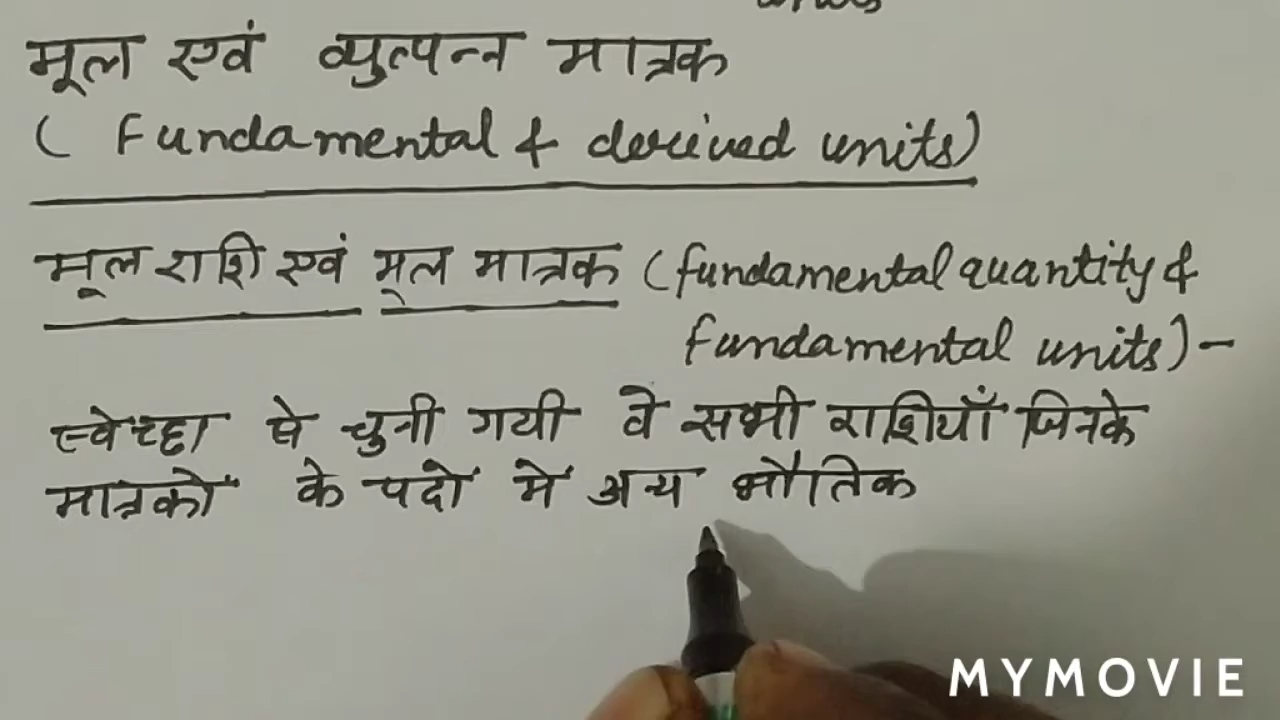 units
मूल एवं व्युत्पन्न मात्रक
( Fundamental & derived units)
मूल राशि एवं मूल मात्रक (fundamental quantity &
fundamental units) -
स्वेच्छा से चुनी गयी वे सभी राशियाँ जिनके
मात्रकों के पदों में अन्य भौतिक
MYMOVIE